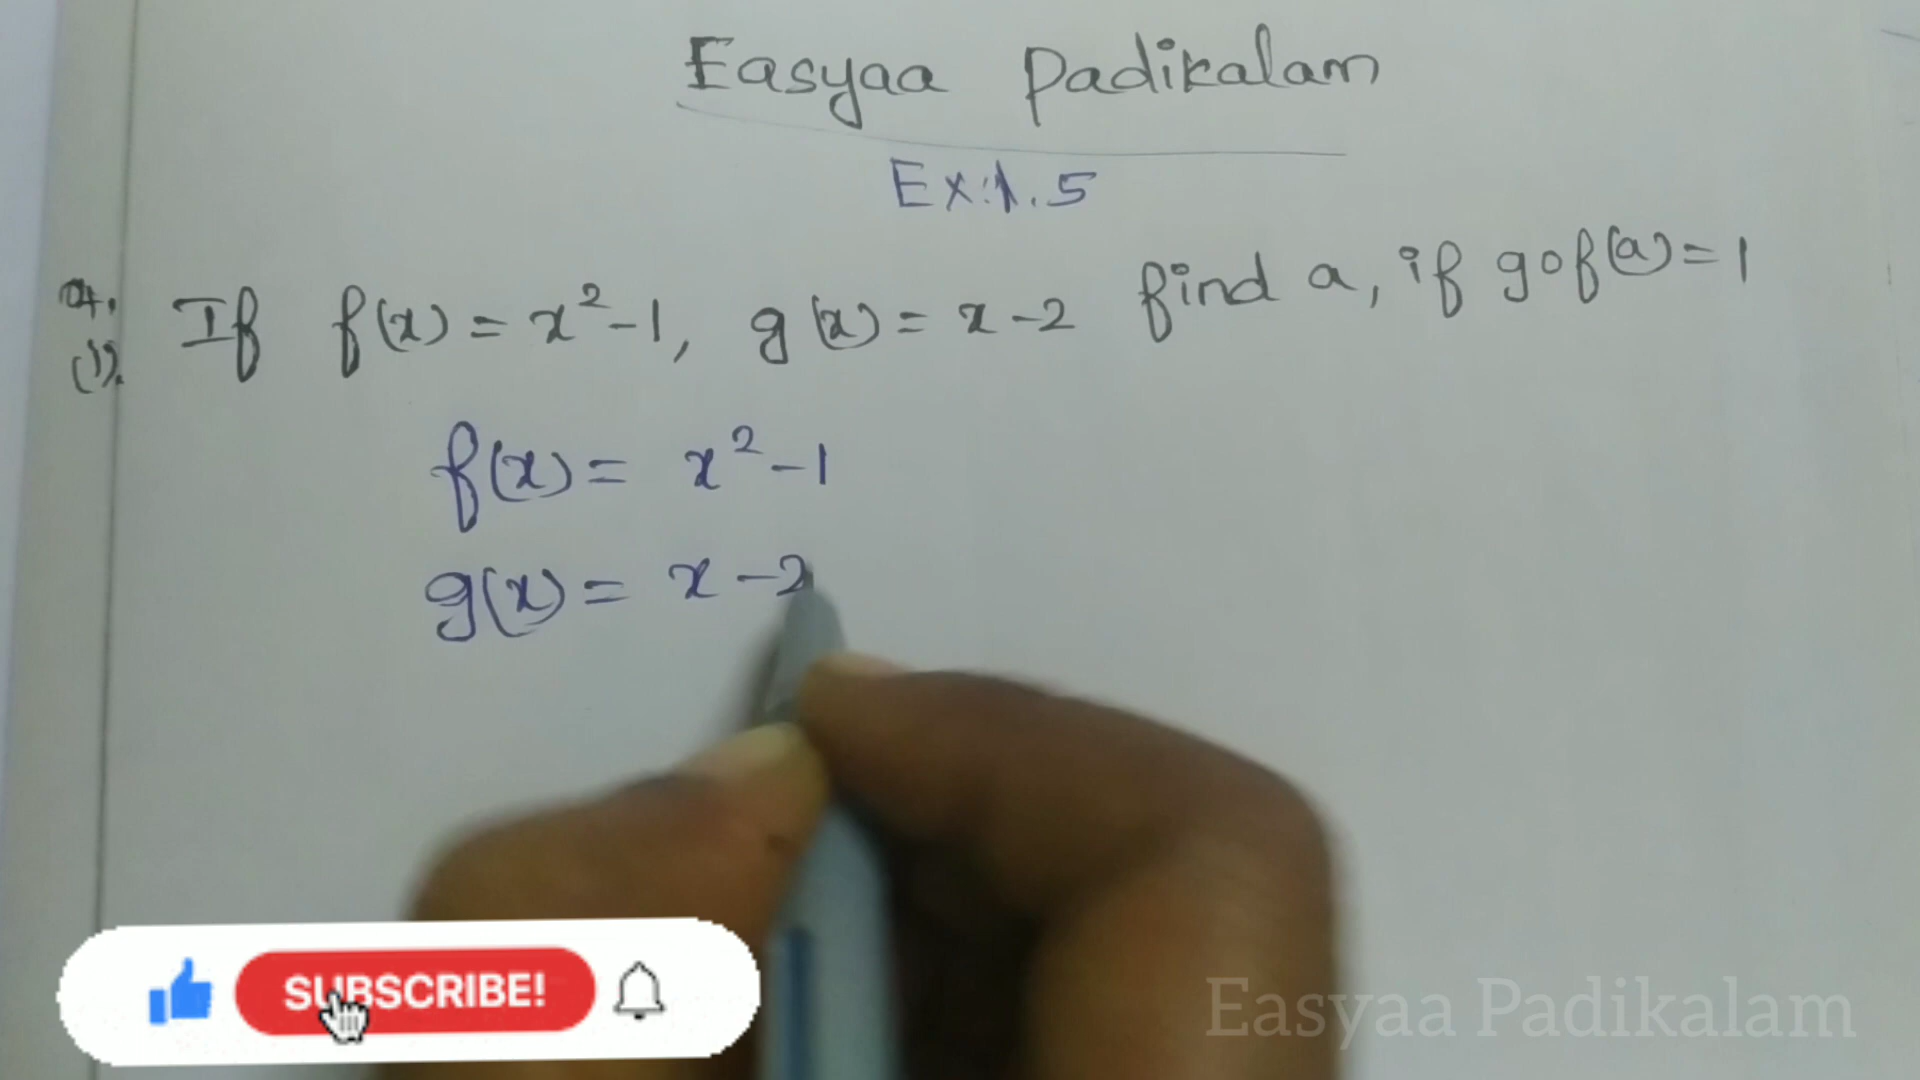 Easyaa Padikalam
Ex:1.5
4. If f(x) = x²-1, g(x) = x-2 find a, if gof(a)=1
(i).
f(x) = x²-1
g(x) = x-2
SUBSCRIBE!
Easyaa Padikalam